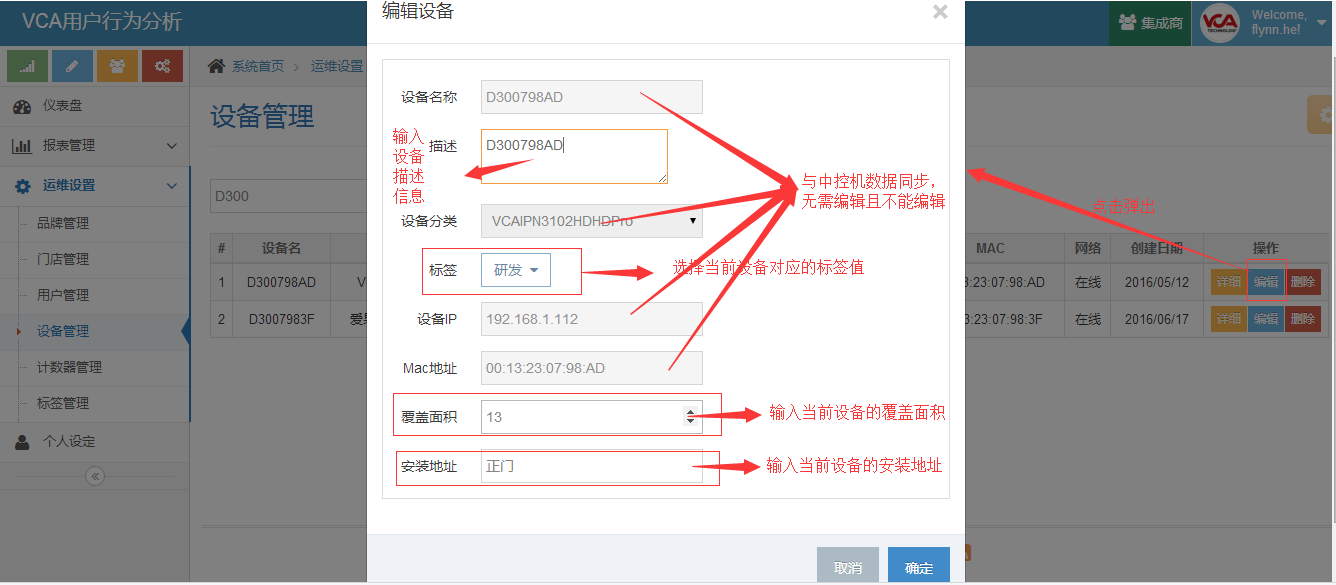 VCA用户行为分析
编辑设备
集成商
VCA
TECHNOLOGY
Welcome,
flynn.he!
系统首页
运维设置
仪表盘
报表管理
运维设置
品牌管理
门店管理
用户管理
设备管理
计数器管理
标签管理
个人设定
设备管理
D300
# 设备名
1 D300798AD V
2 D3007983F 爱
设备名称 D300798AD
描述 D300798AD
输入
设备
描述
信息
设备分类 VCAIPN3102HDHDPro
标签 研发
设备IP 192.168.1.112
Mac地址 00:13:23:07:98:AD
覆盖面积 13
安装地址 正门
与中控机数据同步，
无需编辑且不能编辑
选择当前设备对应的标签值
输入当前设备的覆盖面积
输入当前设备的安装地址
点击弹出
MAC 网络 创建日期 操作
3:23:07:98:AD 在线 2016/05/12 详细 编辑 删除
3:23:07:98:3F 在线 2016/06/17 详细 编辑 删除
取消 确定